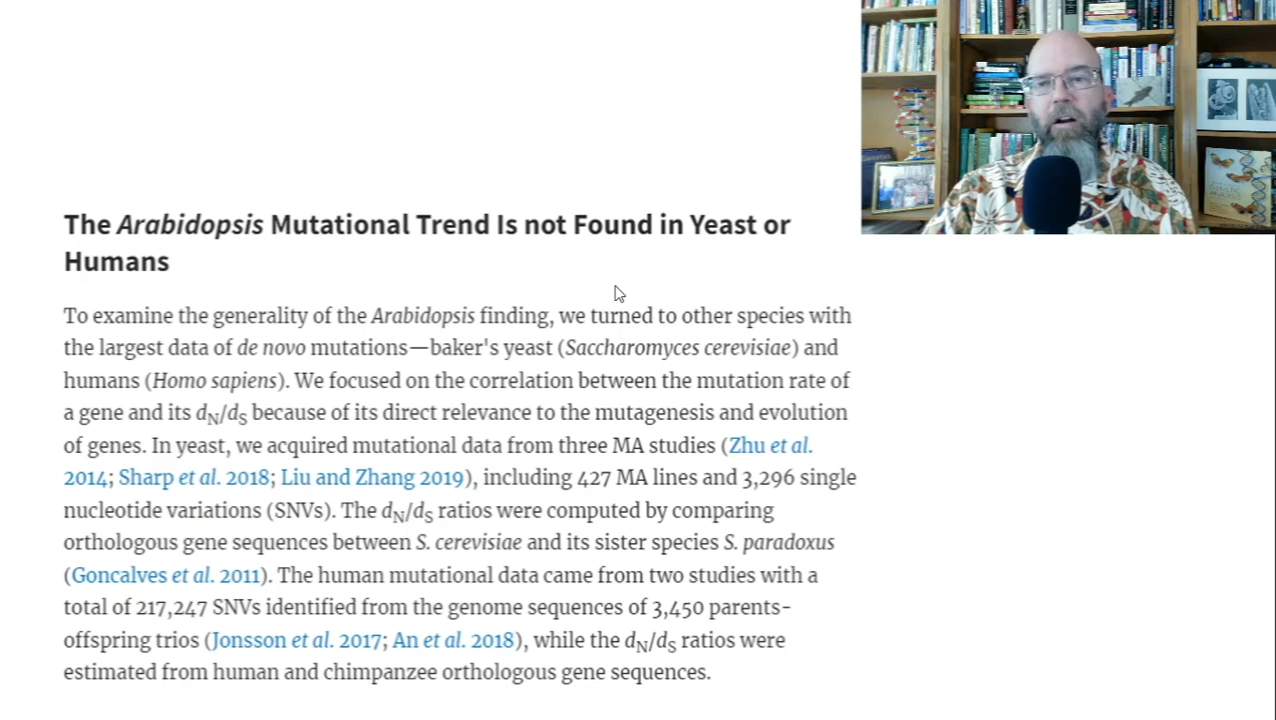 The Arabidopsis Mutational Trend Is not Found in Yeast or
Humans
To examine the generality of the Arabidopsis finding, we turned to other species with
the largest data of de novo mutations—baker's yeast (Saccharomyces cerevisiae) and
humans (Homo sapiens). We focused on the correlation between the mutation rate of
a gene and its dN/dS because of its direct relevance to the mutagenesis and evolution
of genes. In yeast, we acquired mutational data from three MA studies (Zhu et al.
2014; Sharp et al. 2018; Liu and Zhang 2019), including 427 MA lines and 3,296 single
nucleotide variations (SNVs). The dN/dS ratios were computed by comparing
orthologous gene sequences between S. cerevisiae and its sister species S. paradoxus
(Goncalves et al. 2011). The human mutational data came from two studies with a
total of 217,247 SNVs identified from the genome sequences of 3,450 parents-
offspring trios (Jonsson et al. 2017; An et al. 2018), while the dN/dS ratios were
estimated from human and chimpanzee orthologous gene sequences.